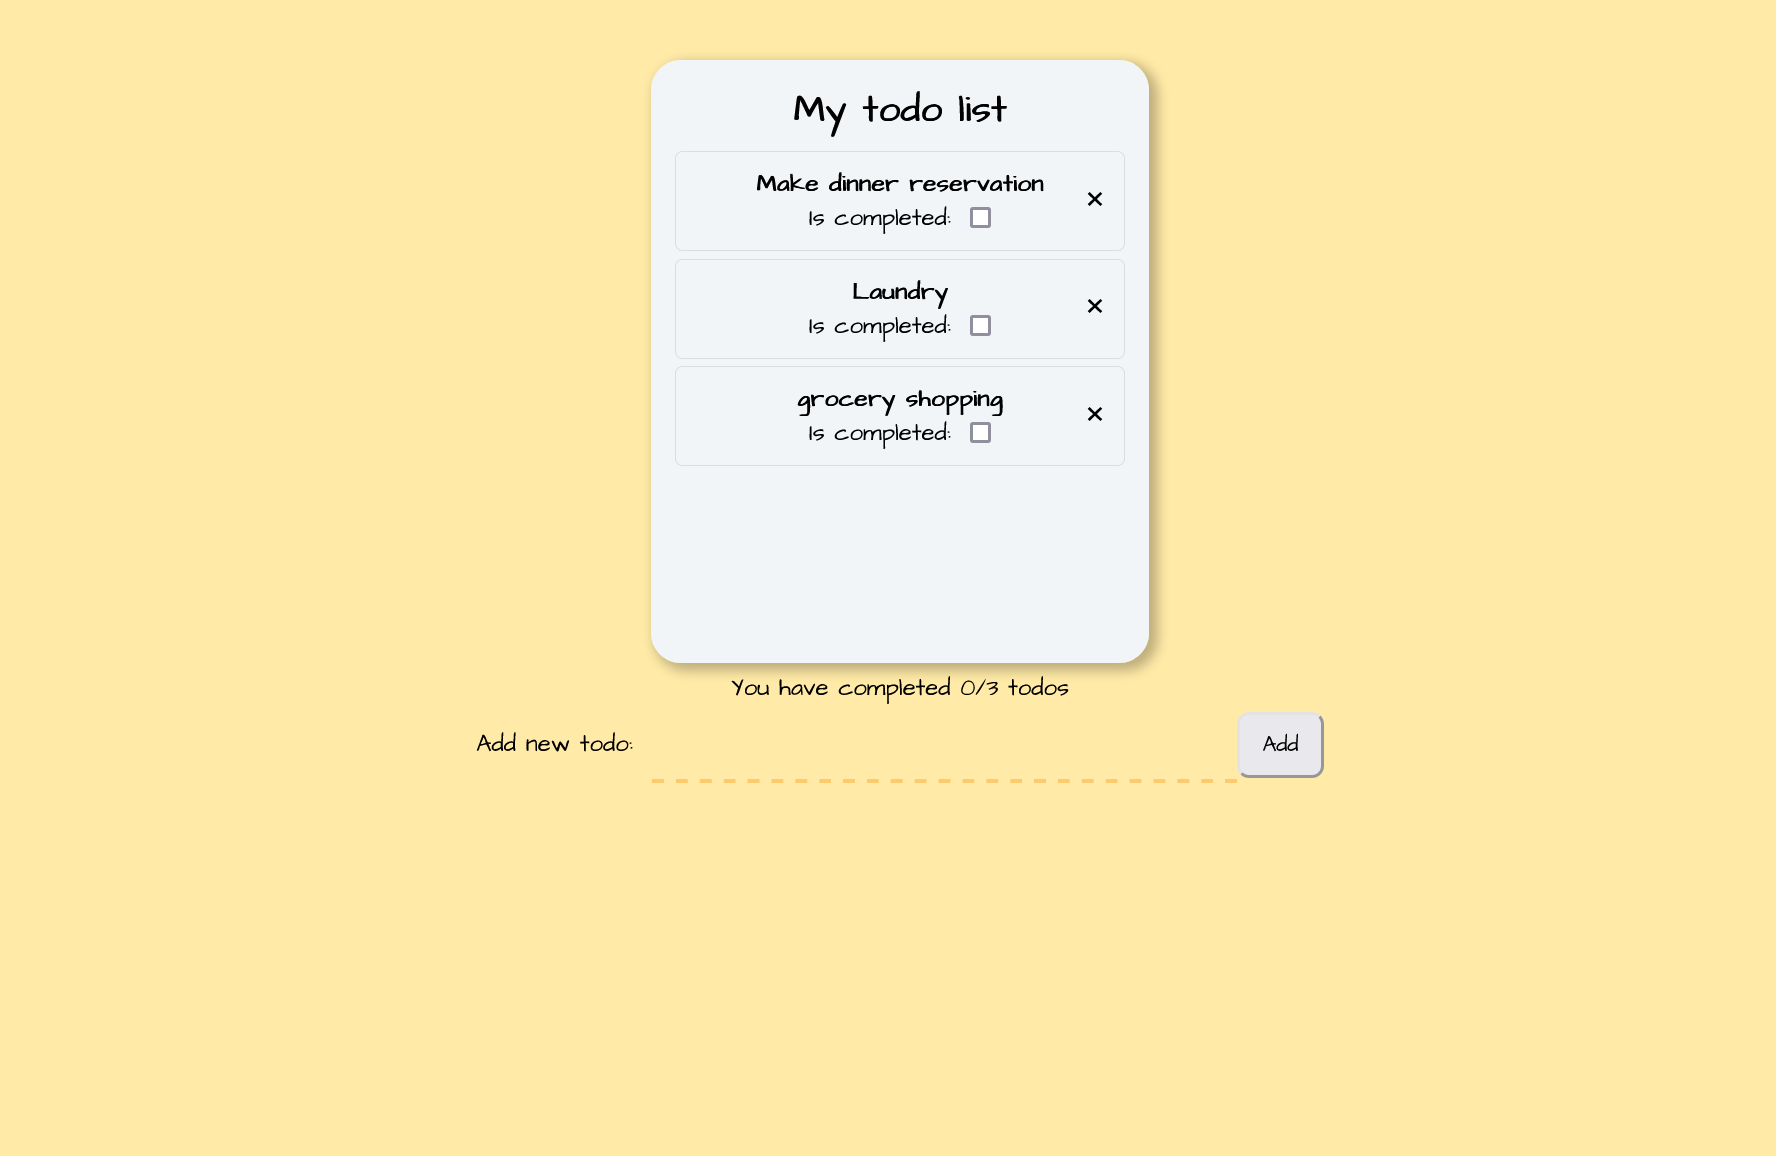 My todo list
Make dinner reservation
Is completed:
Laundry
Is completed:
grocery shopping
Is completed:
You have completed 0/3 todos
Add new todo: Add